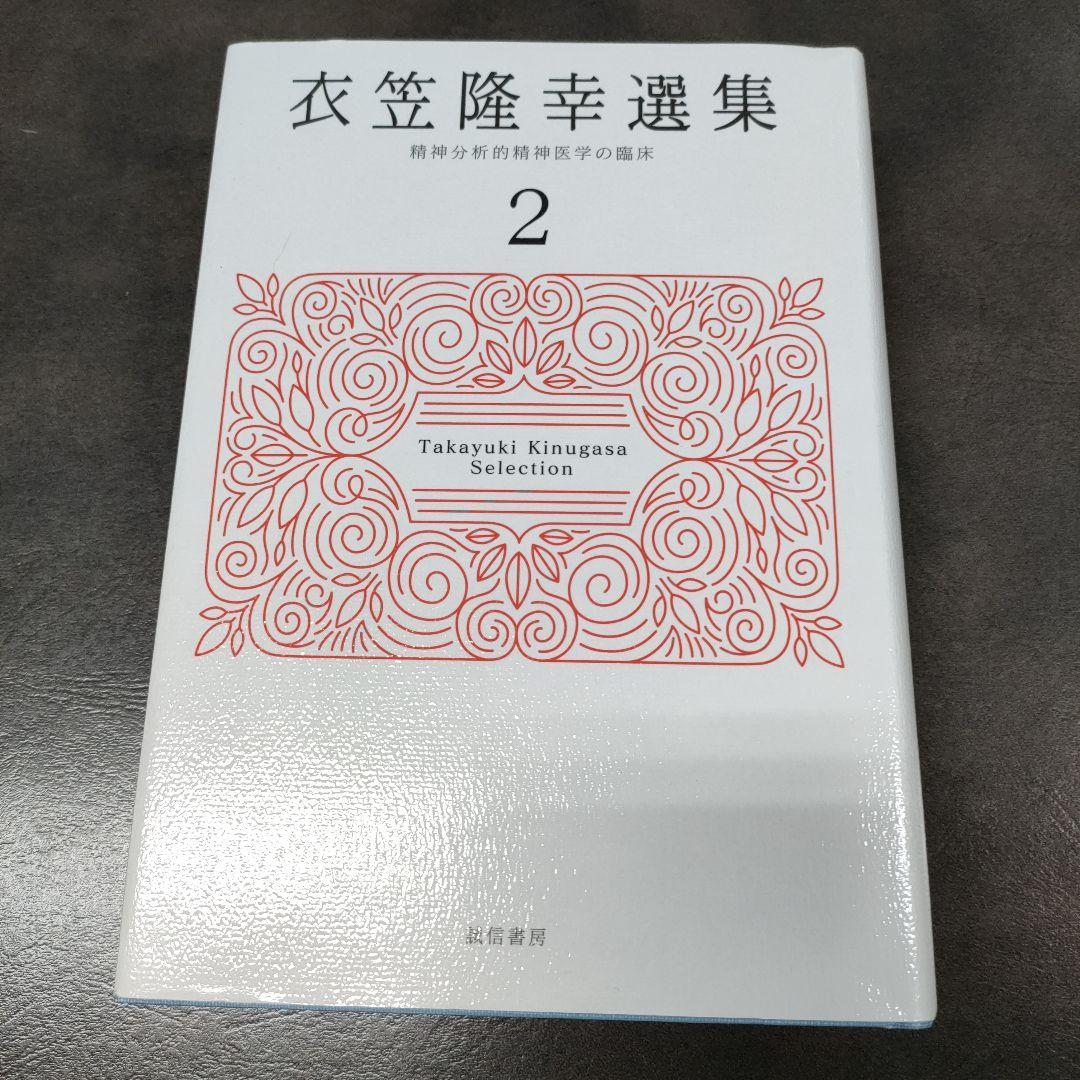 衣笠隆幸選集
精神分析的精神医学の臨床
2
Takayuki Kinugasa
Selection
誠信書房